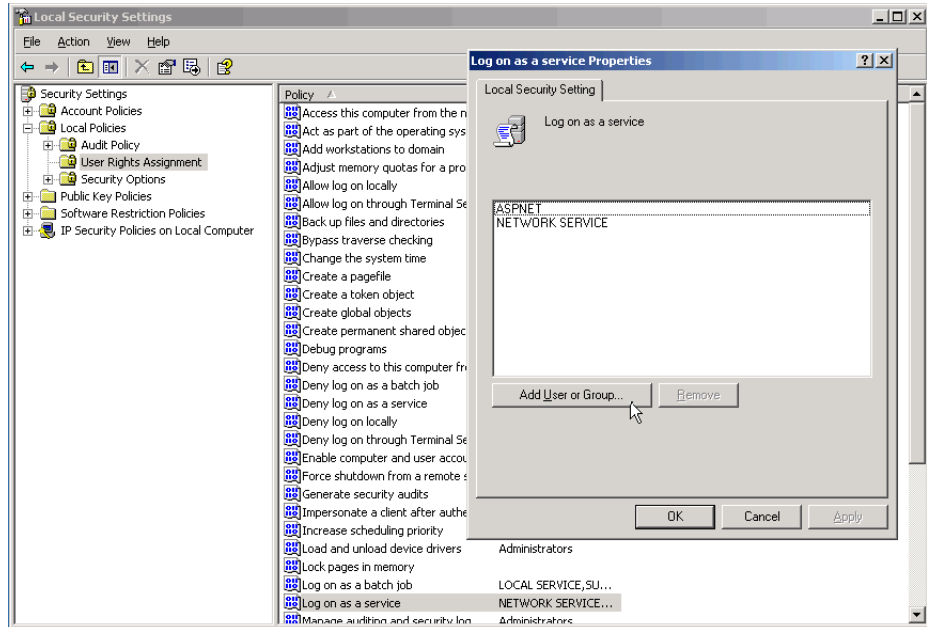 Local Security Settings
File Action View Help
Security Settings
Account Policies
Local Policies
Audit Policy
User Rights Assignment
Security Options
Public Key Policies
Software Restriction Policies
IP Security Policies on Local Computer
Policy
Access this computer from the n
Act as part of the operating sys
Add workstations to domain
Adjust memory quotas for a pro
Allow log on locally
Allow log on through Terminal Se
Back up files and directories
Bypass traverse checking
Change the system time
Create a pagefile
Create a token object
Create global objects
Create permanent shared objec
Debug programs
Deny access to this computer fr
Deny log on as a batch job
Deny log on as a service
Deny log on locally
Deny log on through Terminal Se
Enable computer and user accou
Force shutdown from a remote s
Generate security audits
Impersonate a client after authe
Increase scheduling priority
Load and unload device drivers Administrators
Lock pages in memory
Log on as a batch job LOCAL SERVICE,SU...
Log on as a service NETWORK SERVICE...
Manage auditing and security log Administrators
Log on as a service Properties
Local Security Setting
Log on as a service
ASPNET
NETWORK SERVICE
Add User or Group... Remove
OK Cancel Apply